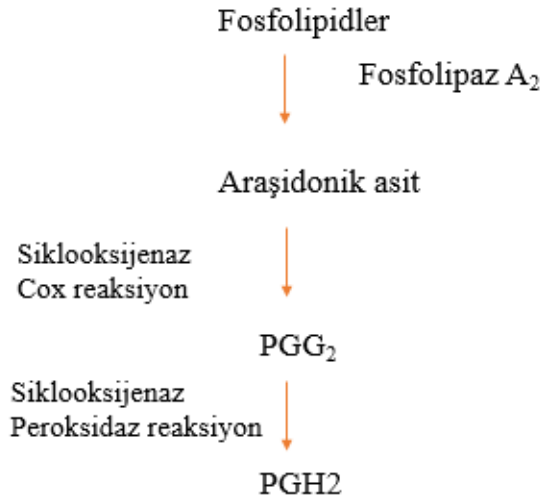 Fosfolipidler
Fosfolipaz A₂
Araşidonik asit
Siklooksijenaz
Cox reaksiyon
PGG₂
Siklooksijenaz
Peroksidaz reaksiyon
PGH2